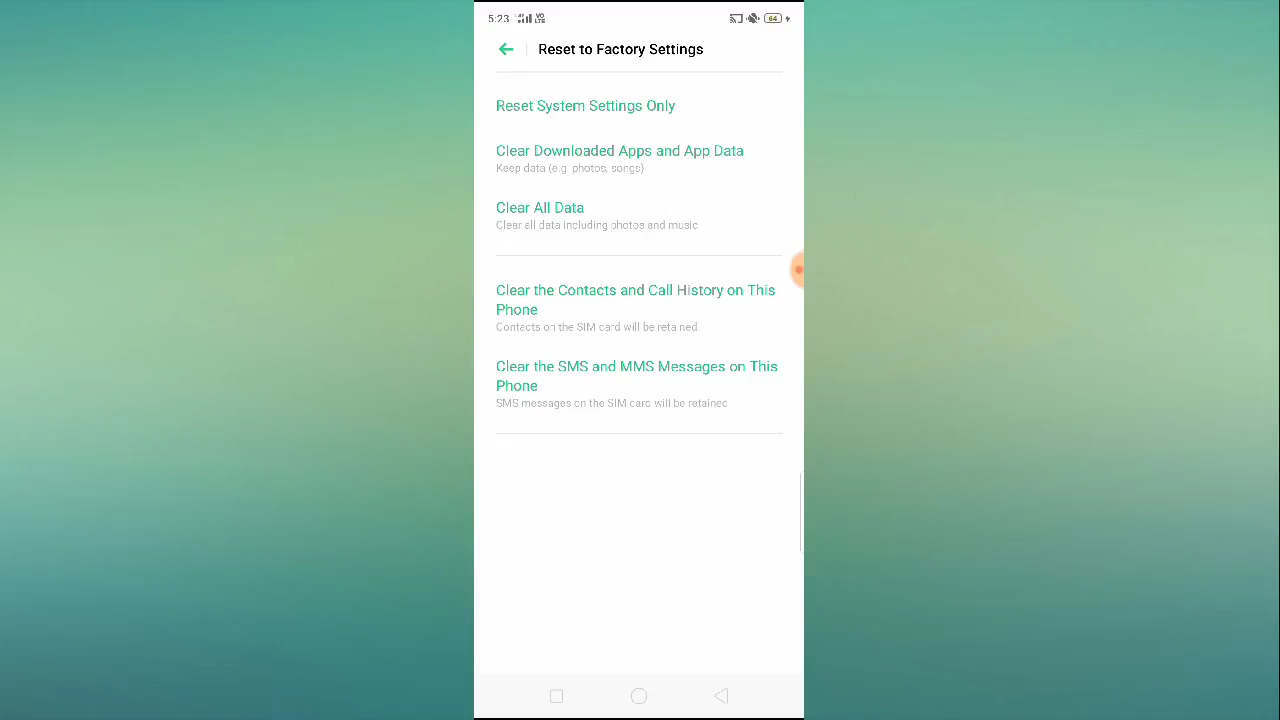 5:23 4G VO LTE 64
Reset to Factory Settings
Reset System Settings Only
Clear Downloaded Apps and App Data
Keep data (e.g. photos, songs)
Clear All Data
Clear all data including photos and music
Clear the Contacts and Call History on This
Phone
Contacts on the SIM card will be retained
Clear the SMS and MMS Messages on This
Phone
SMS messages on the SIM card will be retained